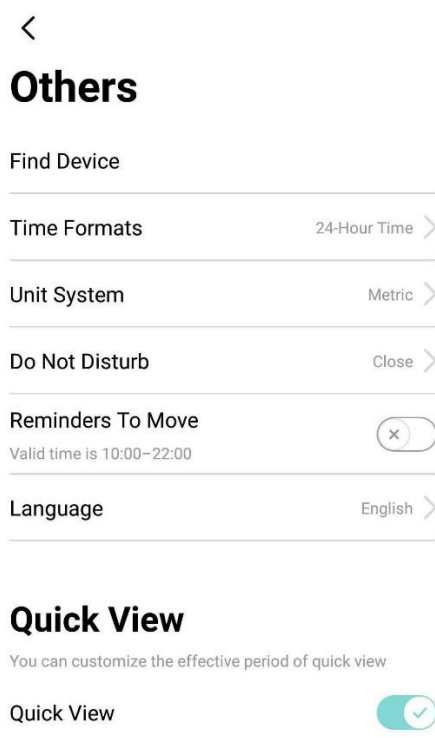 Others
Find Device
Time Formats 24-Hour Time
Unit System Metric
Do Not Disturb Close
Reminders To Move
Valid time is 10:00–22:00
Language English
Quick View
You can customize the effective period of quick view
Quick View